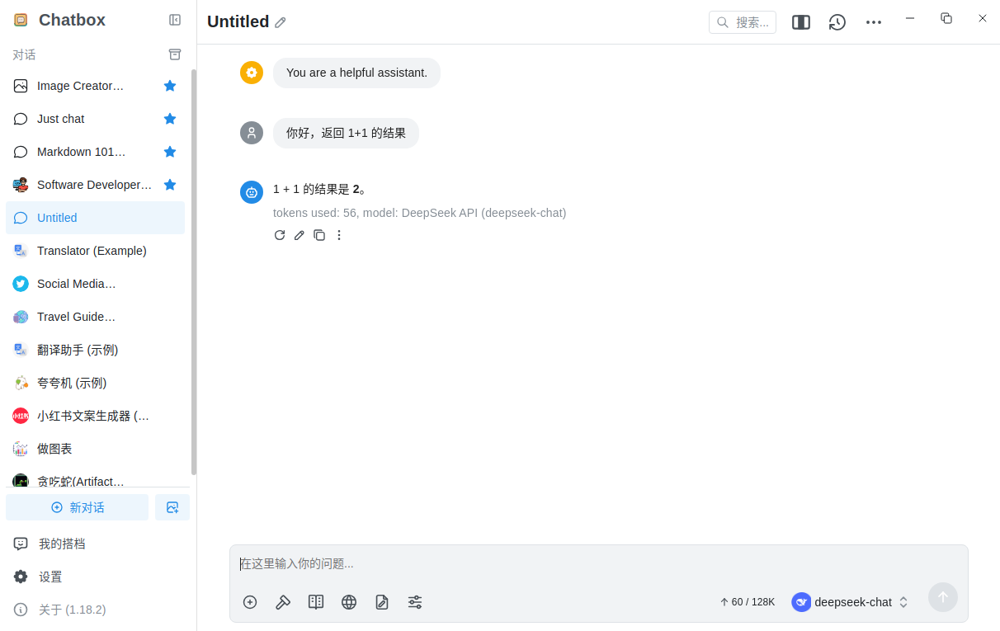 Chatbox
对话
Image Creator…
Just chat
Markdown 101…
Software Developer…
Untitled
Translator (Example)
Social Media…
Travel Guide…
翻译助手 (示例)
夸夸机 (示例)
小红书
小红书文案生成器 (…
做图表
贪吃蛇(Artifact…
新对话
我的搭档
设置
关于 (1.18.2)
Untitled
搜索...
You are a helpful assistant.
你好，返回 1+1 的结果
1 + 1 的结果是 2。
tokens used: 56, model: DeepSeek API (deepseek-chat)
在这里输入你的问题...
60 / 128K
deepseek-chat